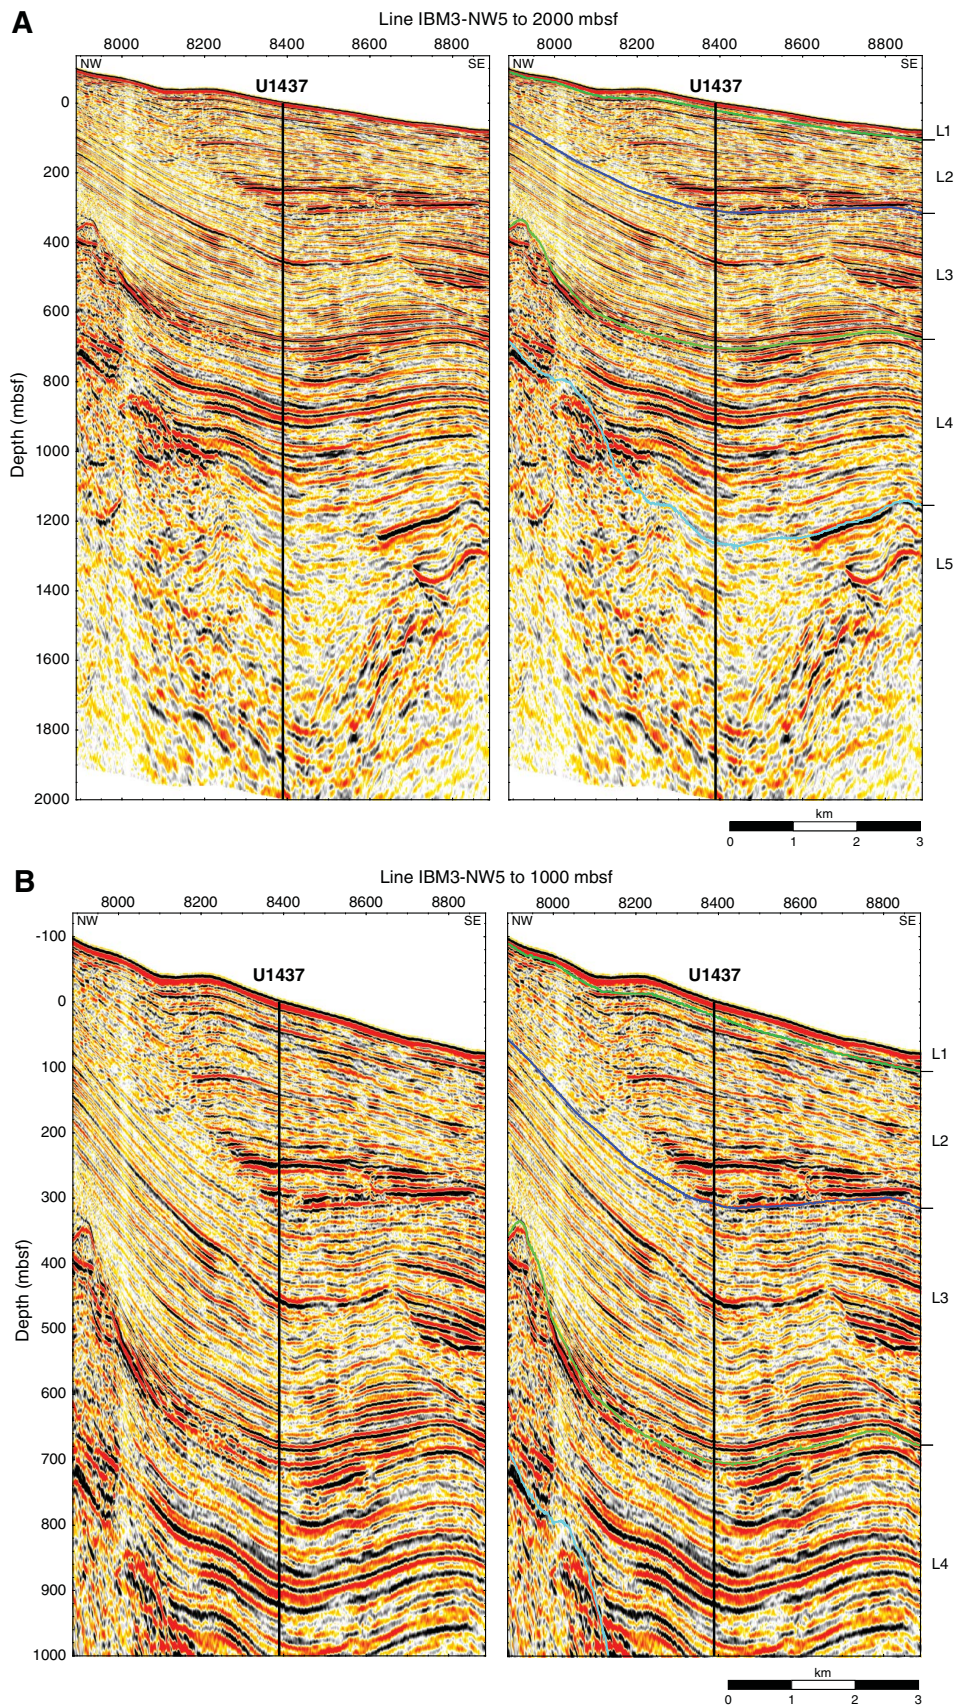 A
Line IBM3-NW5 to 2000 mbsf
8000 8200 8400 8600 8800
8000 8200 8400 8600 8800
NW SE
NW SE
U1437
U1437
0
200
400
600
800
1000
1200
1400
1600
1800
2000
Depth (mbsf)
L1
L2
L3
L4
L5
km
0 1 2 3
B
Line IBM3-NW5 to 1000 mbsf
8000 8200 8400 8600 8800
8000 8200 8400 8600 8800
NW SE
NW SE
U1437
U1437
-100
0
100
200
300
400
500
600
700
800
900
1000
Depth (mbsf)
L1
L2
L3
L4
km
0 1 2 3